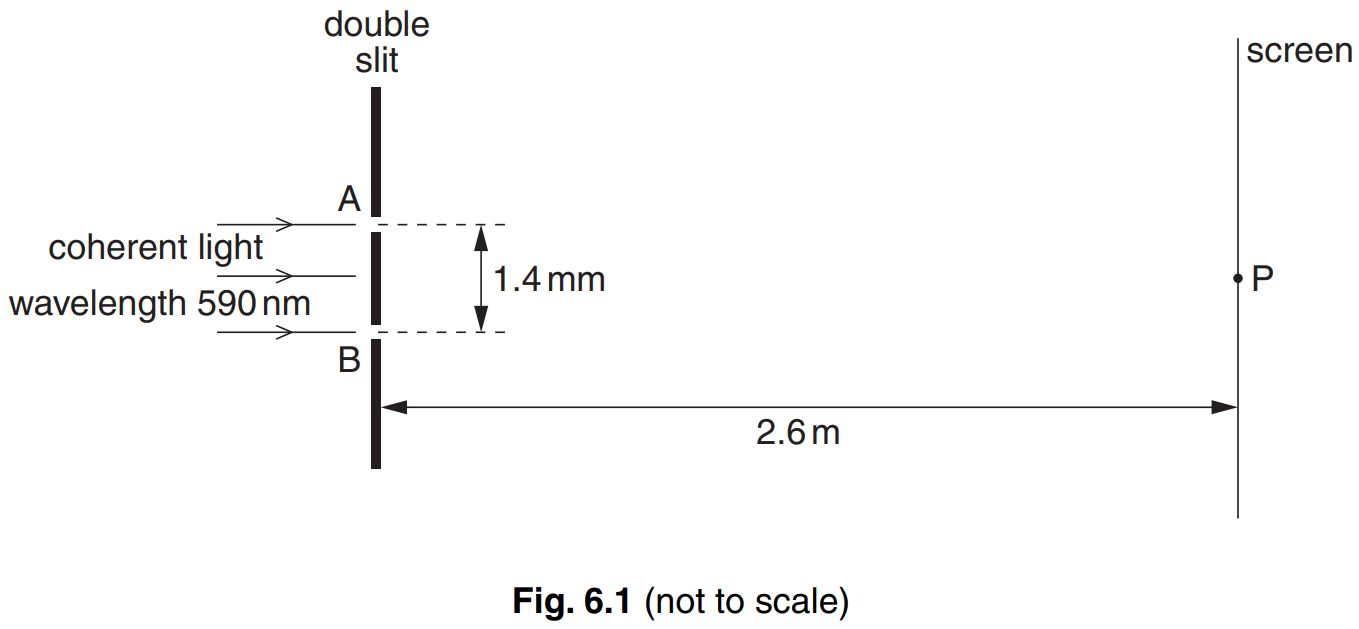 double
slit
screen
A
coherent light
1.4 mm
P
wavelength 590 nm
B
2.6 m
Fig. 6.1 (not to scale)